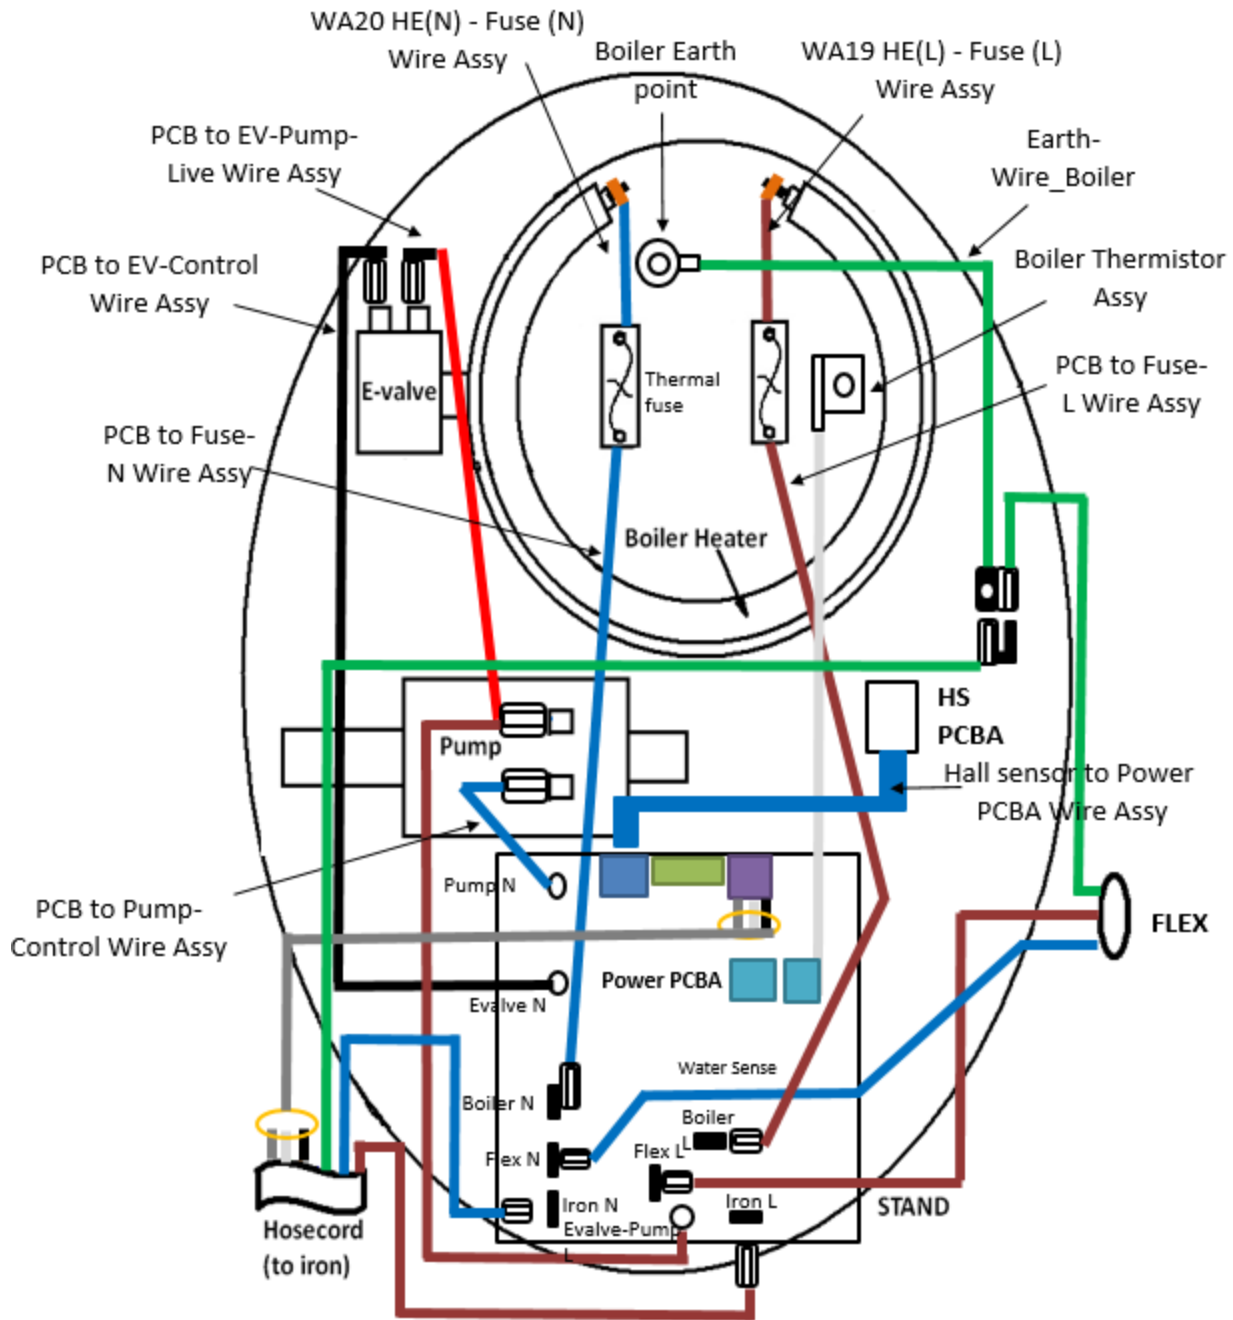 WA20 HE(N) - Fuse (N)
Wire Assy
Boiler Earth
point
WA19 HE(L) - Fuse (L)
Wire Assy
PCB to EV-Pump-
Live Wire Assy
Earth-
Wire_Boiler
PCB to EV-Control
Wire Assy
Boiler Thermistor
Assy
E-valve
Thermal
fuse
PCB to Fuse-
L Wire Assy
PCB to Fuse-
N Wire Assy
Boiler Heater
HS
PCBA
Pump
Hall sensor to Power
PCBA Wire Assy
Pump N
PCB to Pump-
Control Wire Assy
FLEX
Power PCBA
Evalve N
Water Sense
Boiler N
Boiler
L
Flex N
Flex L
Iron N
Iron L
STAND
Evalve-Pump
L
Hosecord
(to iron)